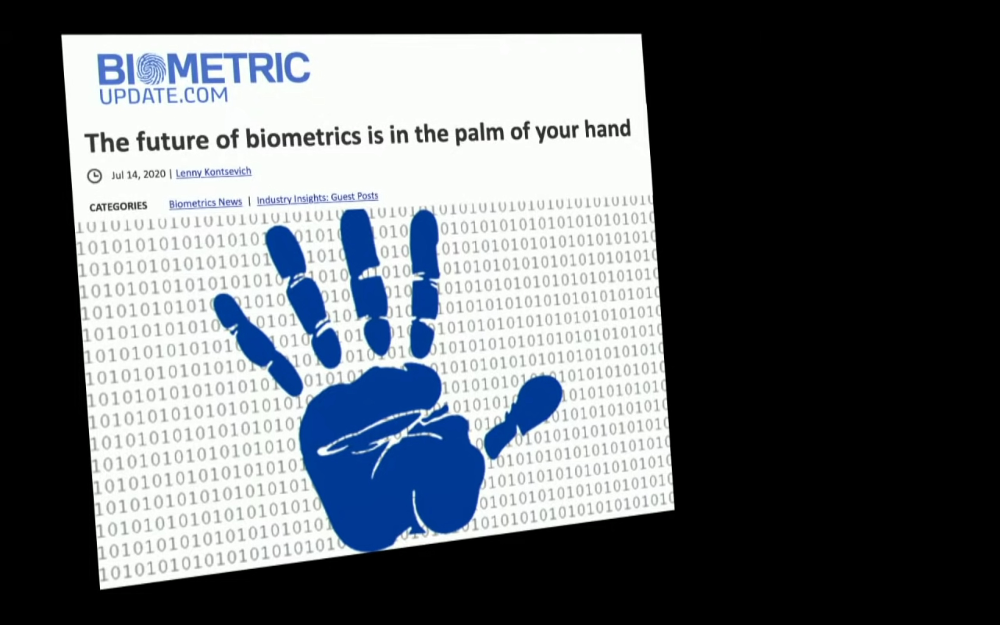 BIOMETRIC
UPDATE.COM
The future of biometrics is in the palm of your hand
Jul 14, 2020 | Lenny Kontsevich
CATEGORIES Biometrics News | Industry Insights: Guest Posts